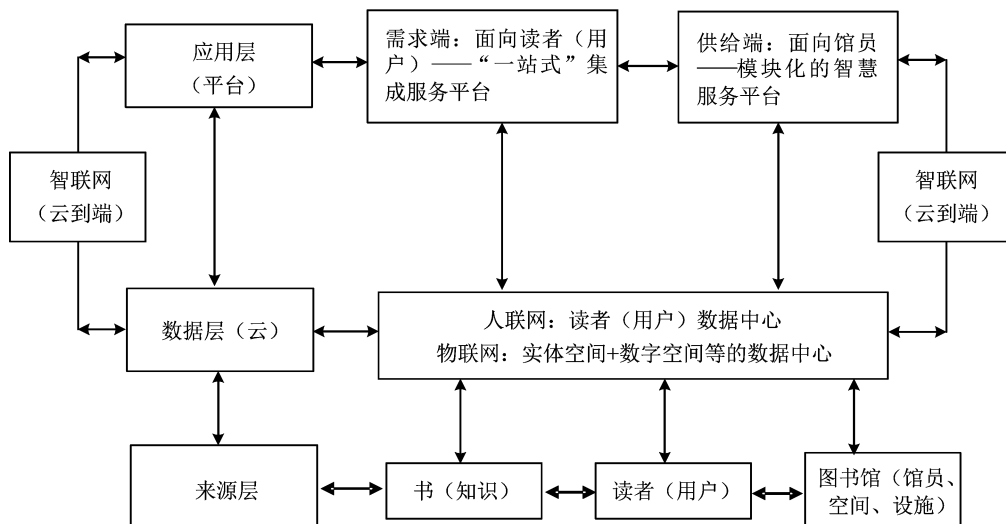 应用层
（平台）
需求端：面向读者（用
户）——“一站式”集
成服务平台
供给端：面向馆员
——模块化的智慧
服务平台
智联网
（云到端）
智联网
（云到端）
数据层（云）
人联网：读者（用户）数据中心
物联网：实体空间+数字空间等的数据中心
来源层
书（知识）
读者（用户）
图书馆（馆员、
空间、设施）